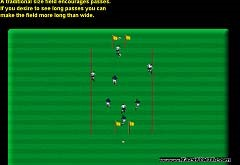 A traditional size field encourages passes.
If you desire to see long passes you can
make the field more long than wide.